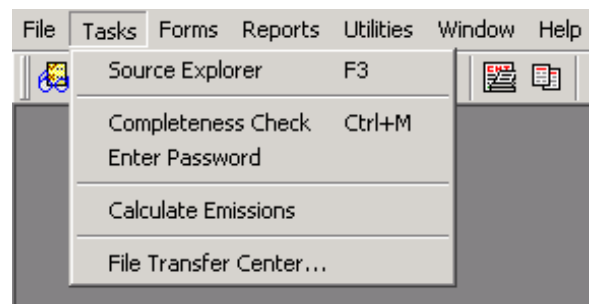 File Tasks Forms Reports Utilities Window Help
Source Explorer F3
Completeness Check Ctrl+M
Enter Password
Calculate Emissions
File Transfer Center...